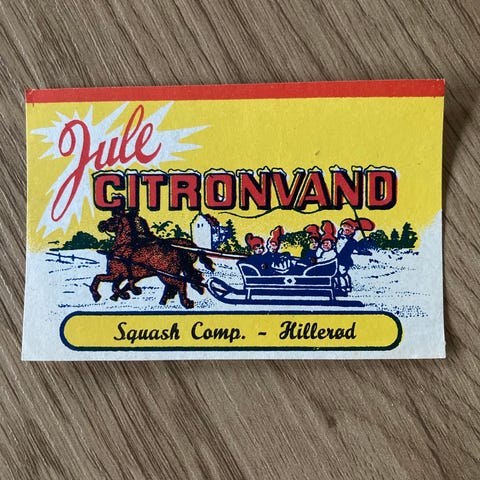 Jule
CITRONVAND
Squash Comp. - Hillerød